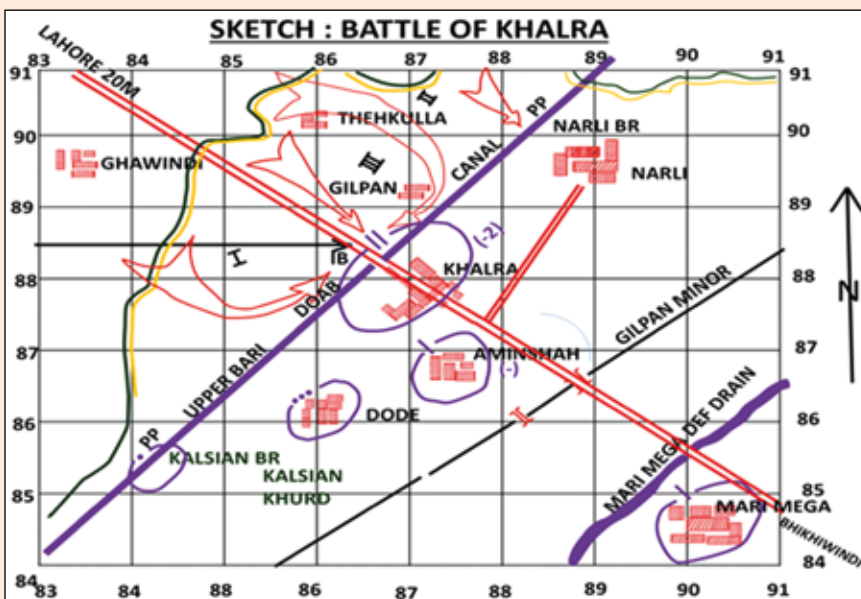 SKETCH : BATTLE OF KHALRA
83 84 85 86 87 88 89 90 91
LAHORE 20M
91 91
THEHKULLA
PP
NARLI BR
90 90
GHAWINDI
CANAL
GILPAN
NARLI
89 89
(-2)
IB
KHALRA
88 88
DOAB
N
GILPAN MINOR
87 87
AMINSHAH
(-)
UPPER BARI
DODE
86 86
PP
KALSIAN BR
KALSIAN
KHURD
MARI MEGA DEF DRAIN
85 85
MARI MEGA
BHIKHIWIND
84 84
83 84 85 86 87 88 89 90 91